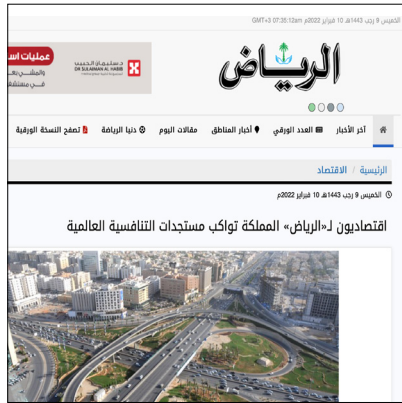 الخميس 9 رجب 1443هـ 10 فبراير 2022م 07:35:12am GMT+3
الرياض
عمليات
د.سليمان الحبيب
DR SULAIMAN AL HABIB
آخر الأخبار العدد الورقي أخبار المناطق مقالات اليوم دنيا الرياضة تصفح النسخة الورقية
الرئيسية / الاقتصاد
الخميس 9 رجب 1443هـ 10 فبراير 2022م
اقتصاديون لـ«الرياض» المملكة تواكب مستجدات التنافسية العالمية